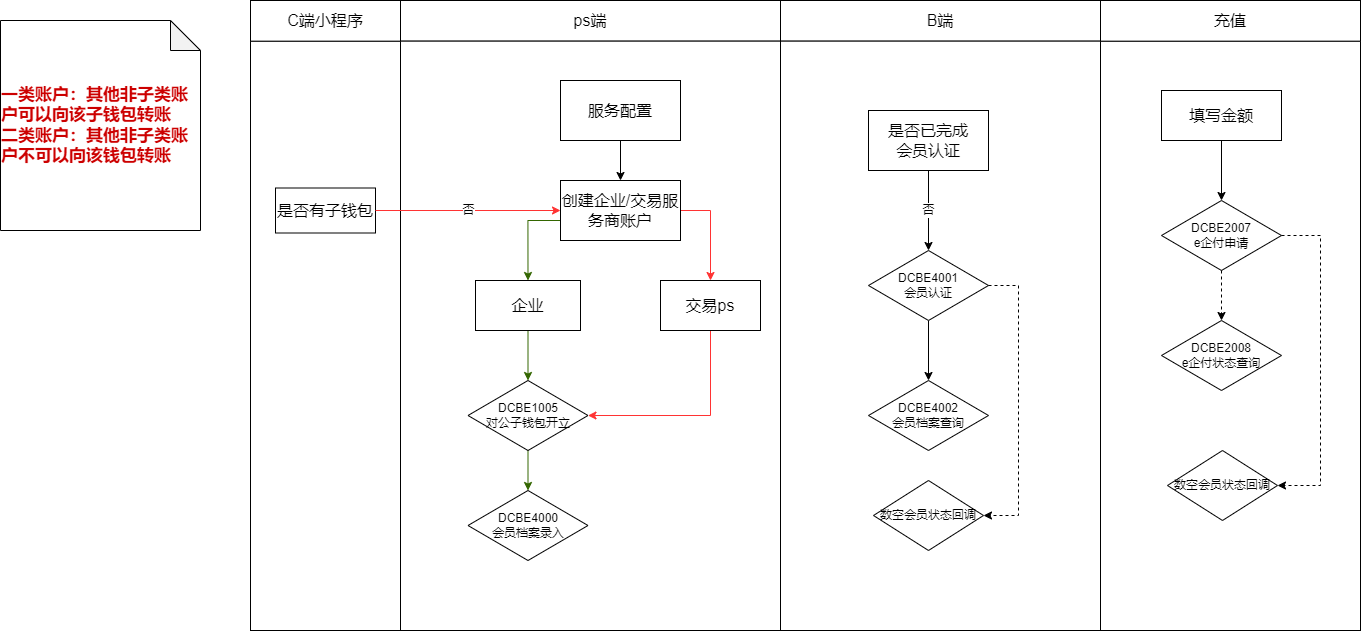 一类账户：其他非子类账
户可以向该子钱包转账
二类账户：其他非子类账
户不可以向该钱包转账
C端小程序
ps端
B端
充值
是否有子钱包
否
服务配置
创建企业/交易服
务商账户
企业
交易ps
DCBE1005
对公子钱包开立
DCBE4000
会员档案录入
是否已完成
会员认证
否
DCBE4001
会员认证
DCBE4002
会员档案查询
数空会员状态回调
填写金额
DCBE2007
e企付申请
DCBE2008
e企付状态查询
数空会员状态回调